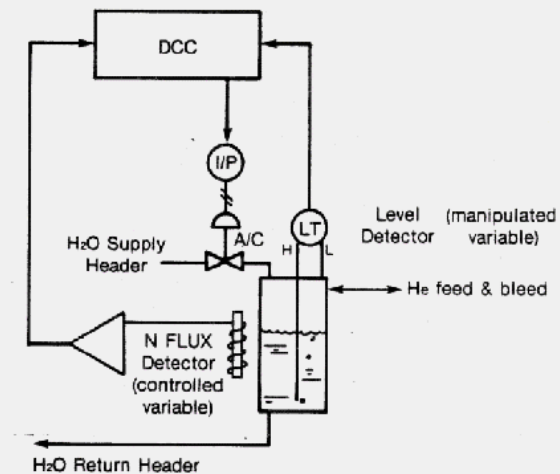 DCC
I/P
A/C
LT
H
L
Level (manipulated
Detector variable)
H2O Supply
Header
He feed & bleed
N FLUX
Detector
(controlled
variable)
H2O Return Header